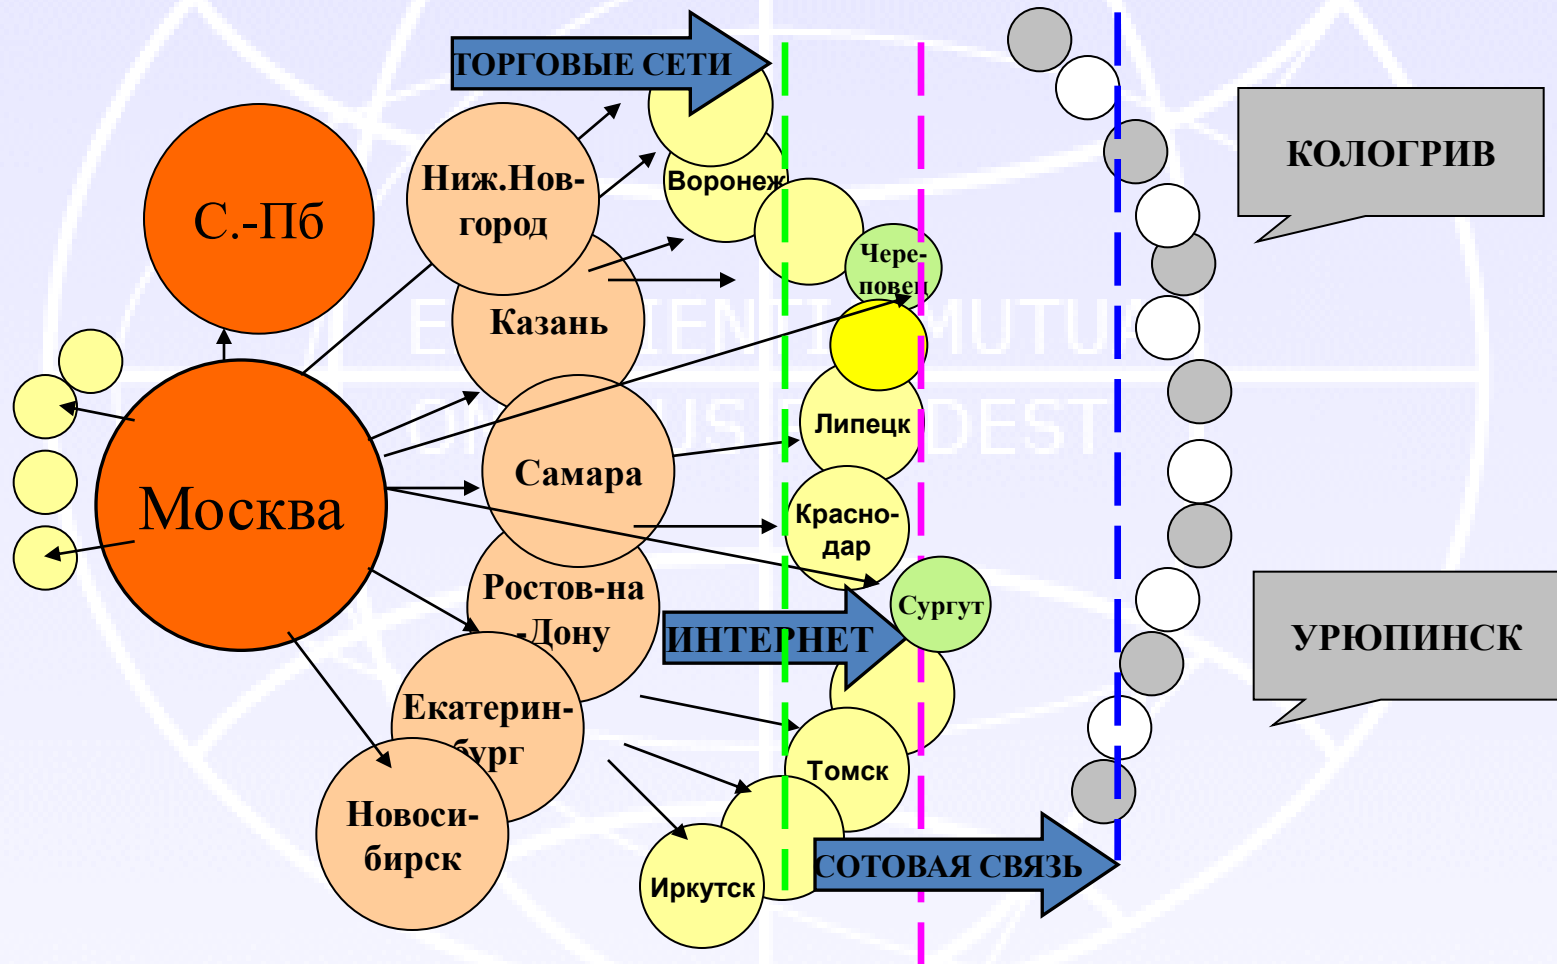 ТОРГОВЫЕ СЕТИ
КОЛОГРИВ
С.-Пб
Ниж.Нов-
город
Воронеж
Чере-
повец
Казань
Липецк
Самара
Москва
Красно-
дар
Ростов-на
-Дону
Сургут
ИНТЕРНЕТ
УРЮПИНСК
Екатерин-
бург
Томск
Новоси-
бирск
Иркутск
СОТОВАЯ СВЯЗЬ